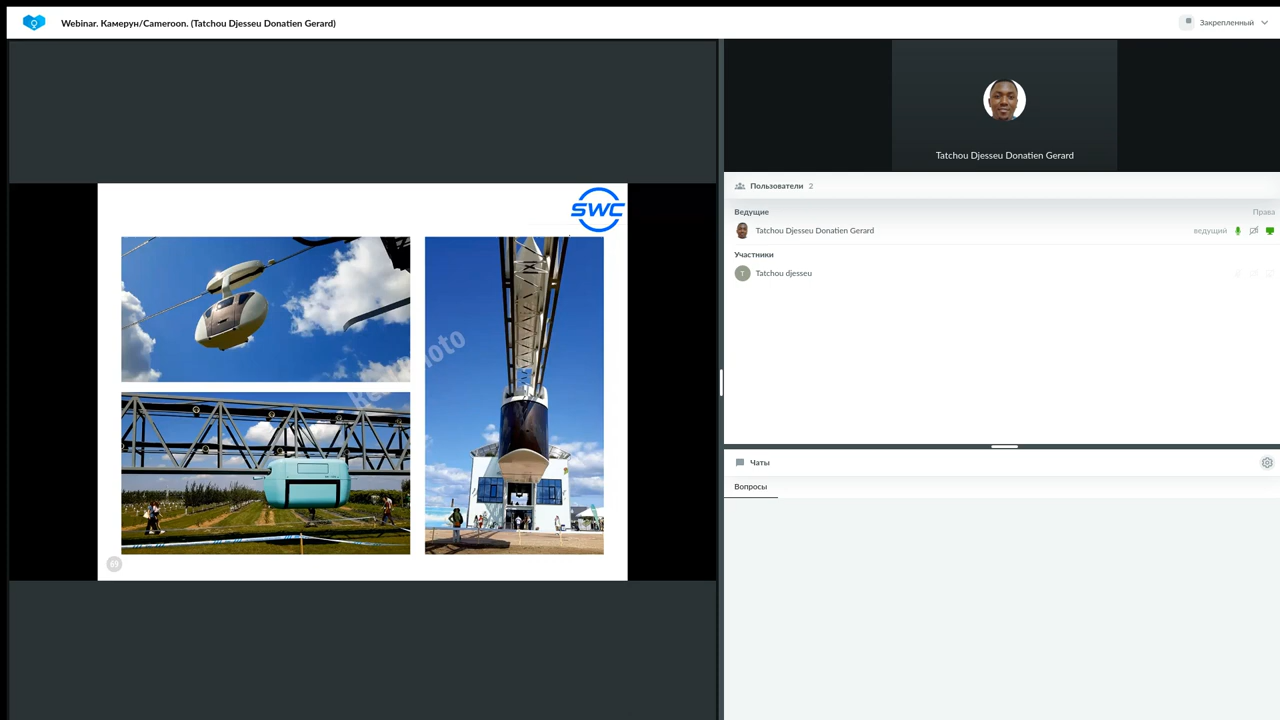 Webinar. Камерун/Cameroon. (Tatchou Djesseu Donatien Gerard)
Закрепленный
SWC
69
Tatchou Djesseu Donatien Gerard
Пользователи 2
Ведущие Права
Tatchou Djesseu Donatien Gerard ведущий
Участники
T Tatchou djesseu
Чаты
Вопросы